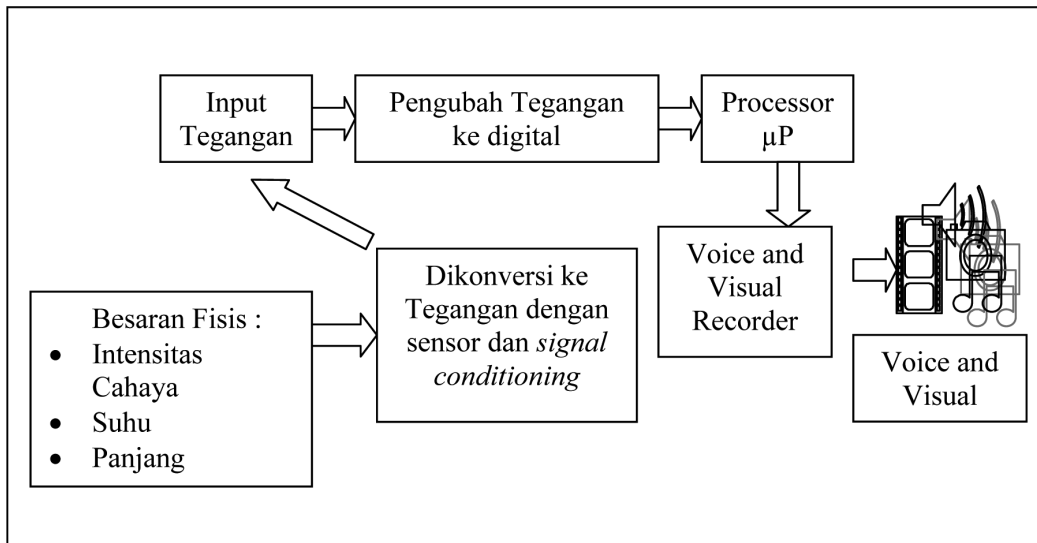 Input
Tegangan
Pengubah Tegangan
ke digital
Processor
µP
Voice and
Visual
Recorder
Voice and
Visual
Dikonversi ke
Tegangan dengan
sensor dan signal
conditioning
Besaran Fisis :
• Intensitas
Cahaya
• Suhu
• Panjang